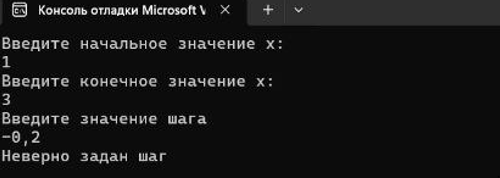 Консоль отладки Microsoft V
Введите начальное значение x:
1
Введите конечное значение x:
3
Введите значение шага
-0,2
Неверно задан шаг